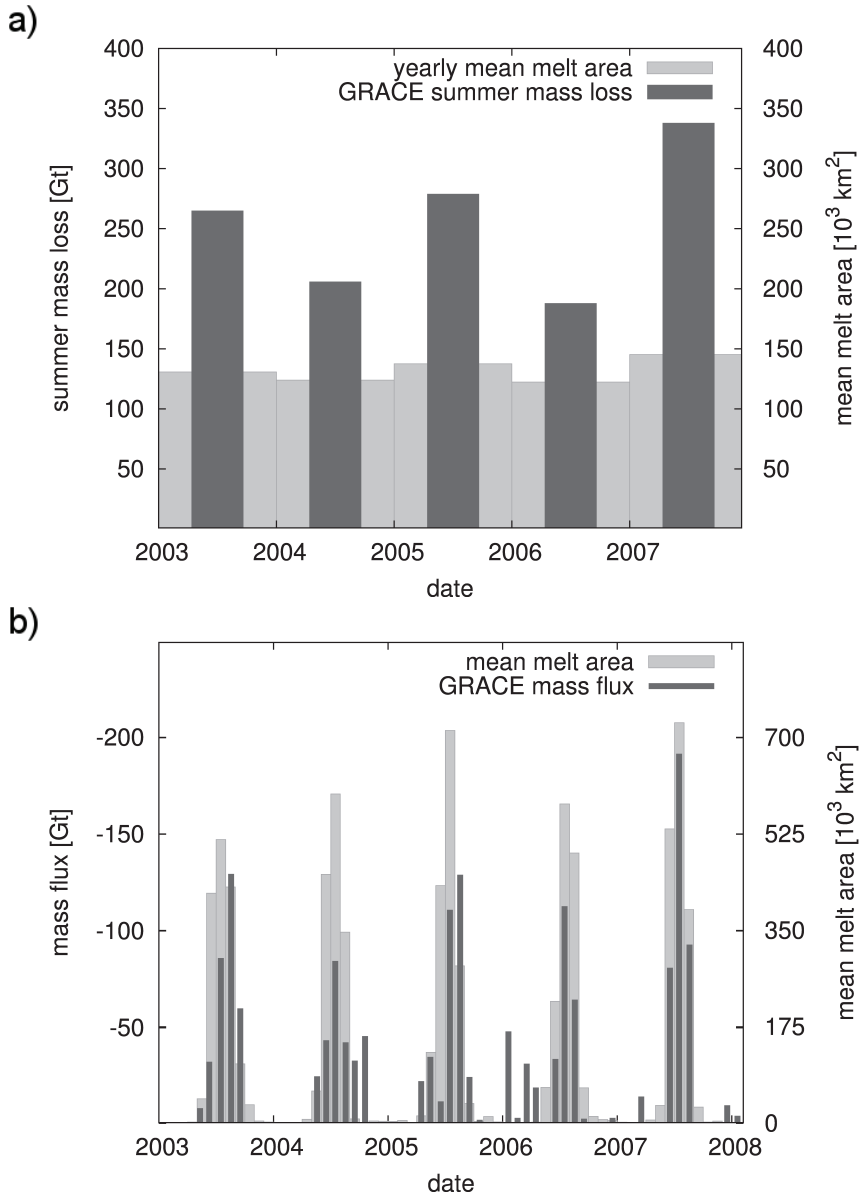 a)
400
350
300
250
200
150
100
50
summer mass loss [Gt]
yearly mean melt area
GRACE summer mass loss
400
350
300
250
200
150
100
50
mean melt area [10³ km²]
2003 2004 2005 2006 2007
date
b)
-200
-150
-100
-50
mass flux [Gt]
mean melt area
GRACE mass flux
700
525
350
175
0
mean melt area [10³ km²]
2003 2004 2005 2006 2007 2008
date